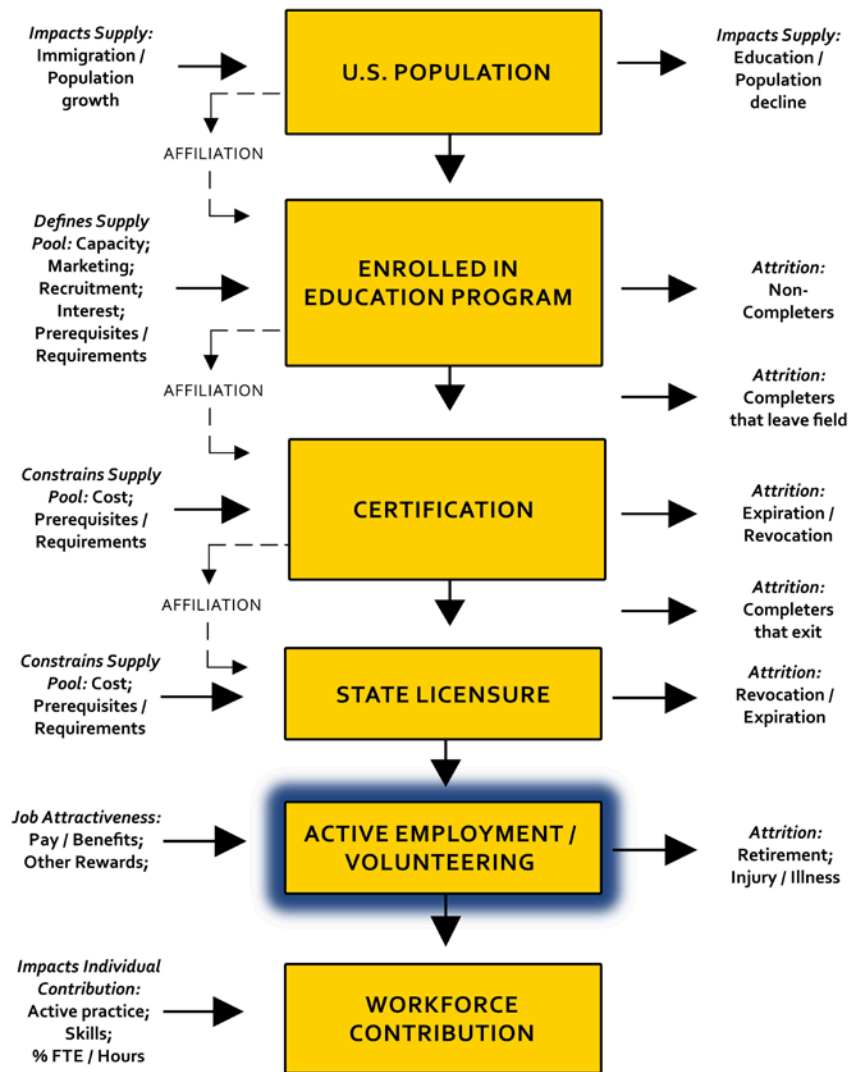 Impacts Supply:
Immigration /
Population
growth
U.S. POPULATION
Impacts Supply:
Education /
Population
decline
AFFILIATION
Defines Supply
Pool: Capacity;
Marketing;
Recruitment;
Interest;
Prerequisites /
Requirements
ENROLLED IN
EDUCATION PROGRAM
Attrition:
Non-
Completers
AFFILIATION
Attrition:
Completers
that leave field
Constrains Supply
Pool: Cost;
Prerequisites /
Requirements
CERTIFICATION
Attrition:
Expiration /
Revocation
AFFILIATION
Attrition:
Completers
that exit
Constrains Supply
Pool: Cost;
Prerequisites /
Requirements
STATE LICENSURE
Attrition:
Revocation /
Expiration
Job Attractiveness:
Pay / Benefits;
Other Rewards;
ACTIVE EMPLOYMENT /
VOLUNTEERING
Attrition:
Retirement;
Injury / Illness
Impacts Individual
Contribution:
Active practice;
Skills;
% FTE / Hours
WORKFORCE
CONTRIBUTION